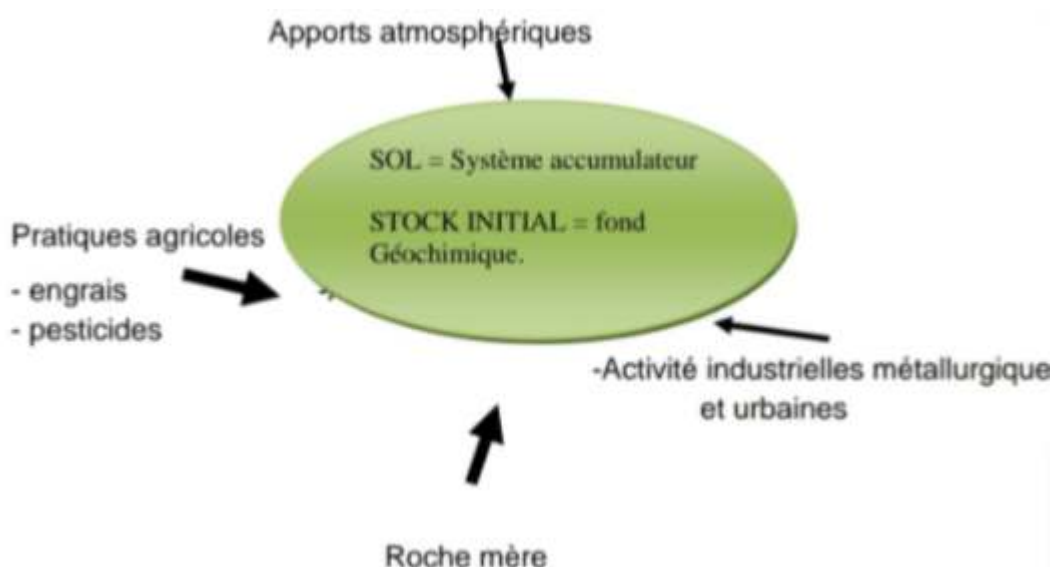 Apports atmosphériques
SOL = Système accumulateur
STOCK INITIAL = fond
Géochimique.
Pratiques agricoles
- engrais
- pesticides
-Activité industrielles métallurgique
et urbaines
Roche mère